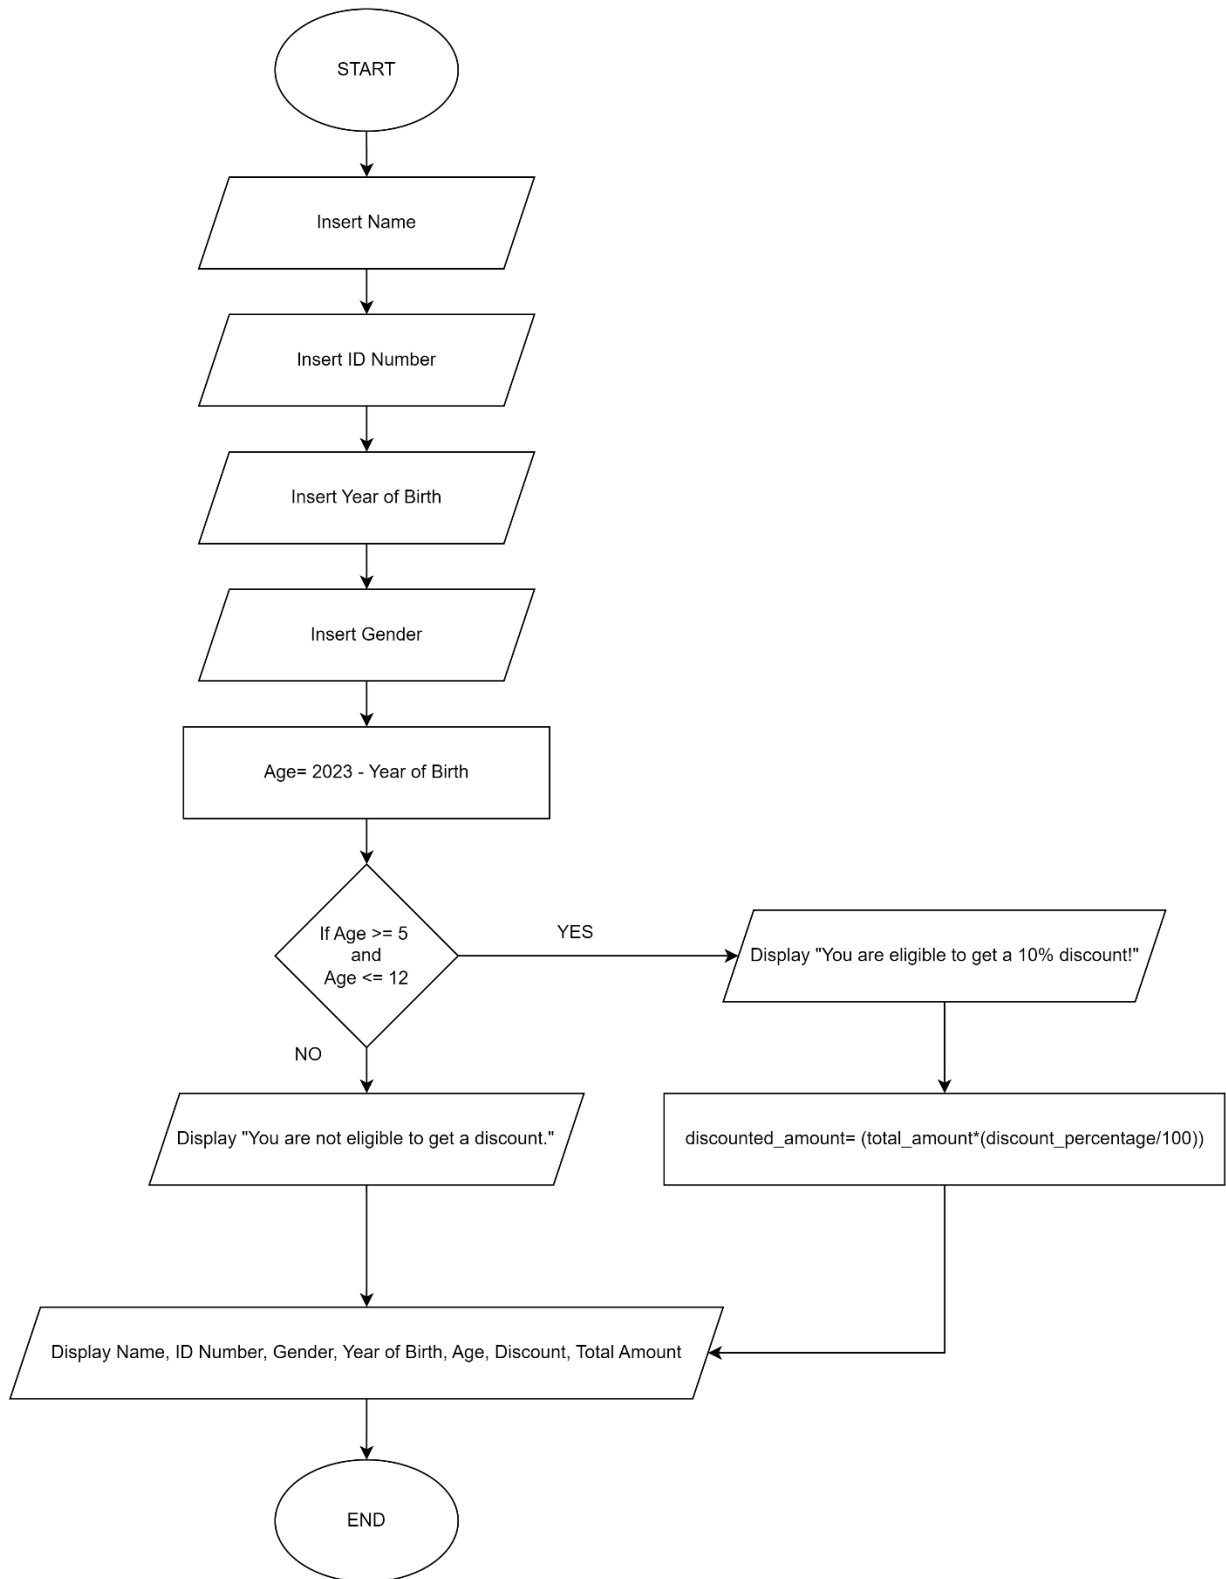 START
Insert Name
Insert ID Number
Insert Year of Birth
Insert Gender
Age= 2023 - Year of Birth
If Age >= 5
and
Age <= 12
YES
Display "You are eligible to get a 10% discount!"
NO
Display "You are not eligible to get a discount."
discounted_amount= (total_amount*(discount_percentage/100))
Display Name, ID Number, Gender, Year of Birth, Age, Discount, Total Amount
END